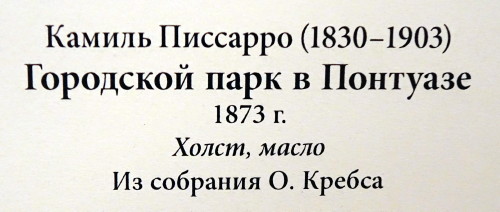 Камиль Писсарро (1830–1903)
Городской парк в Понтуазе
1873 г.
Холст, масло
Из собрания О. Кребса